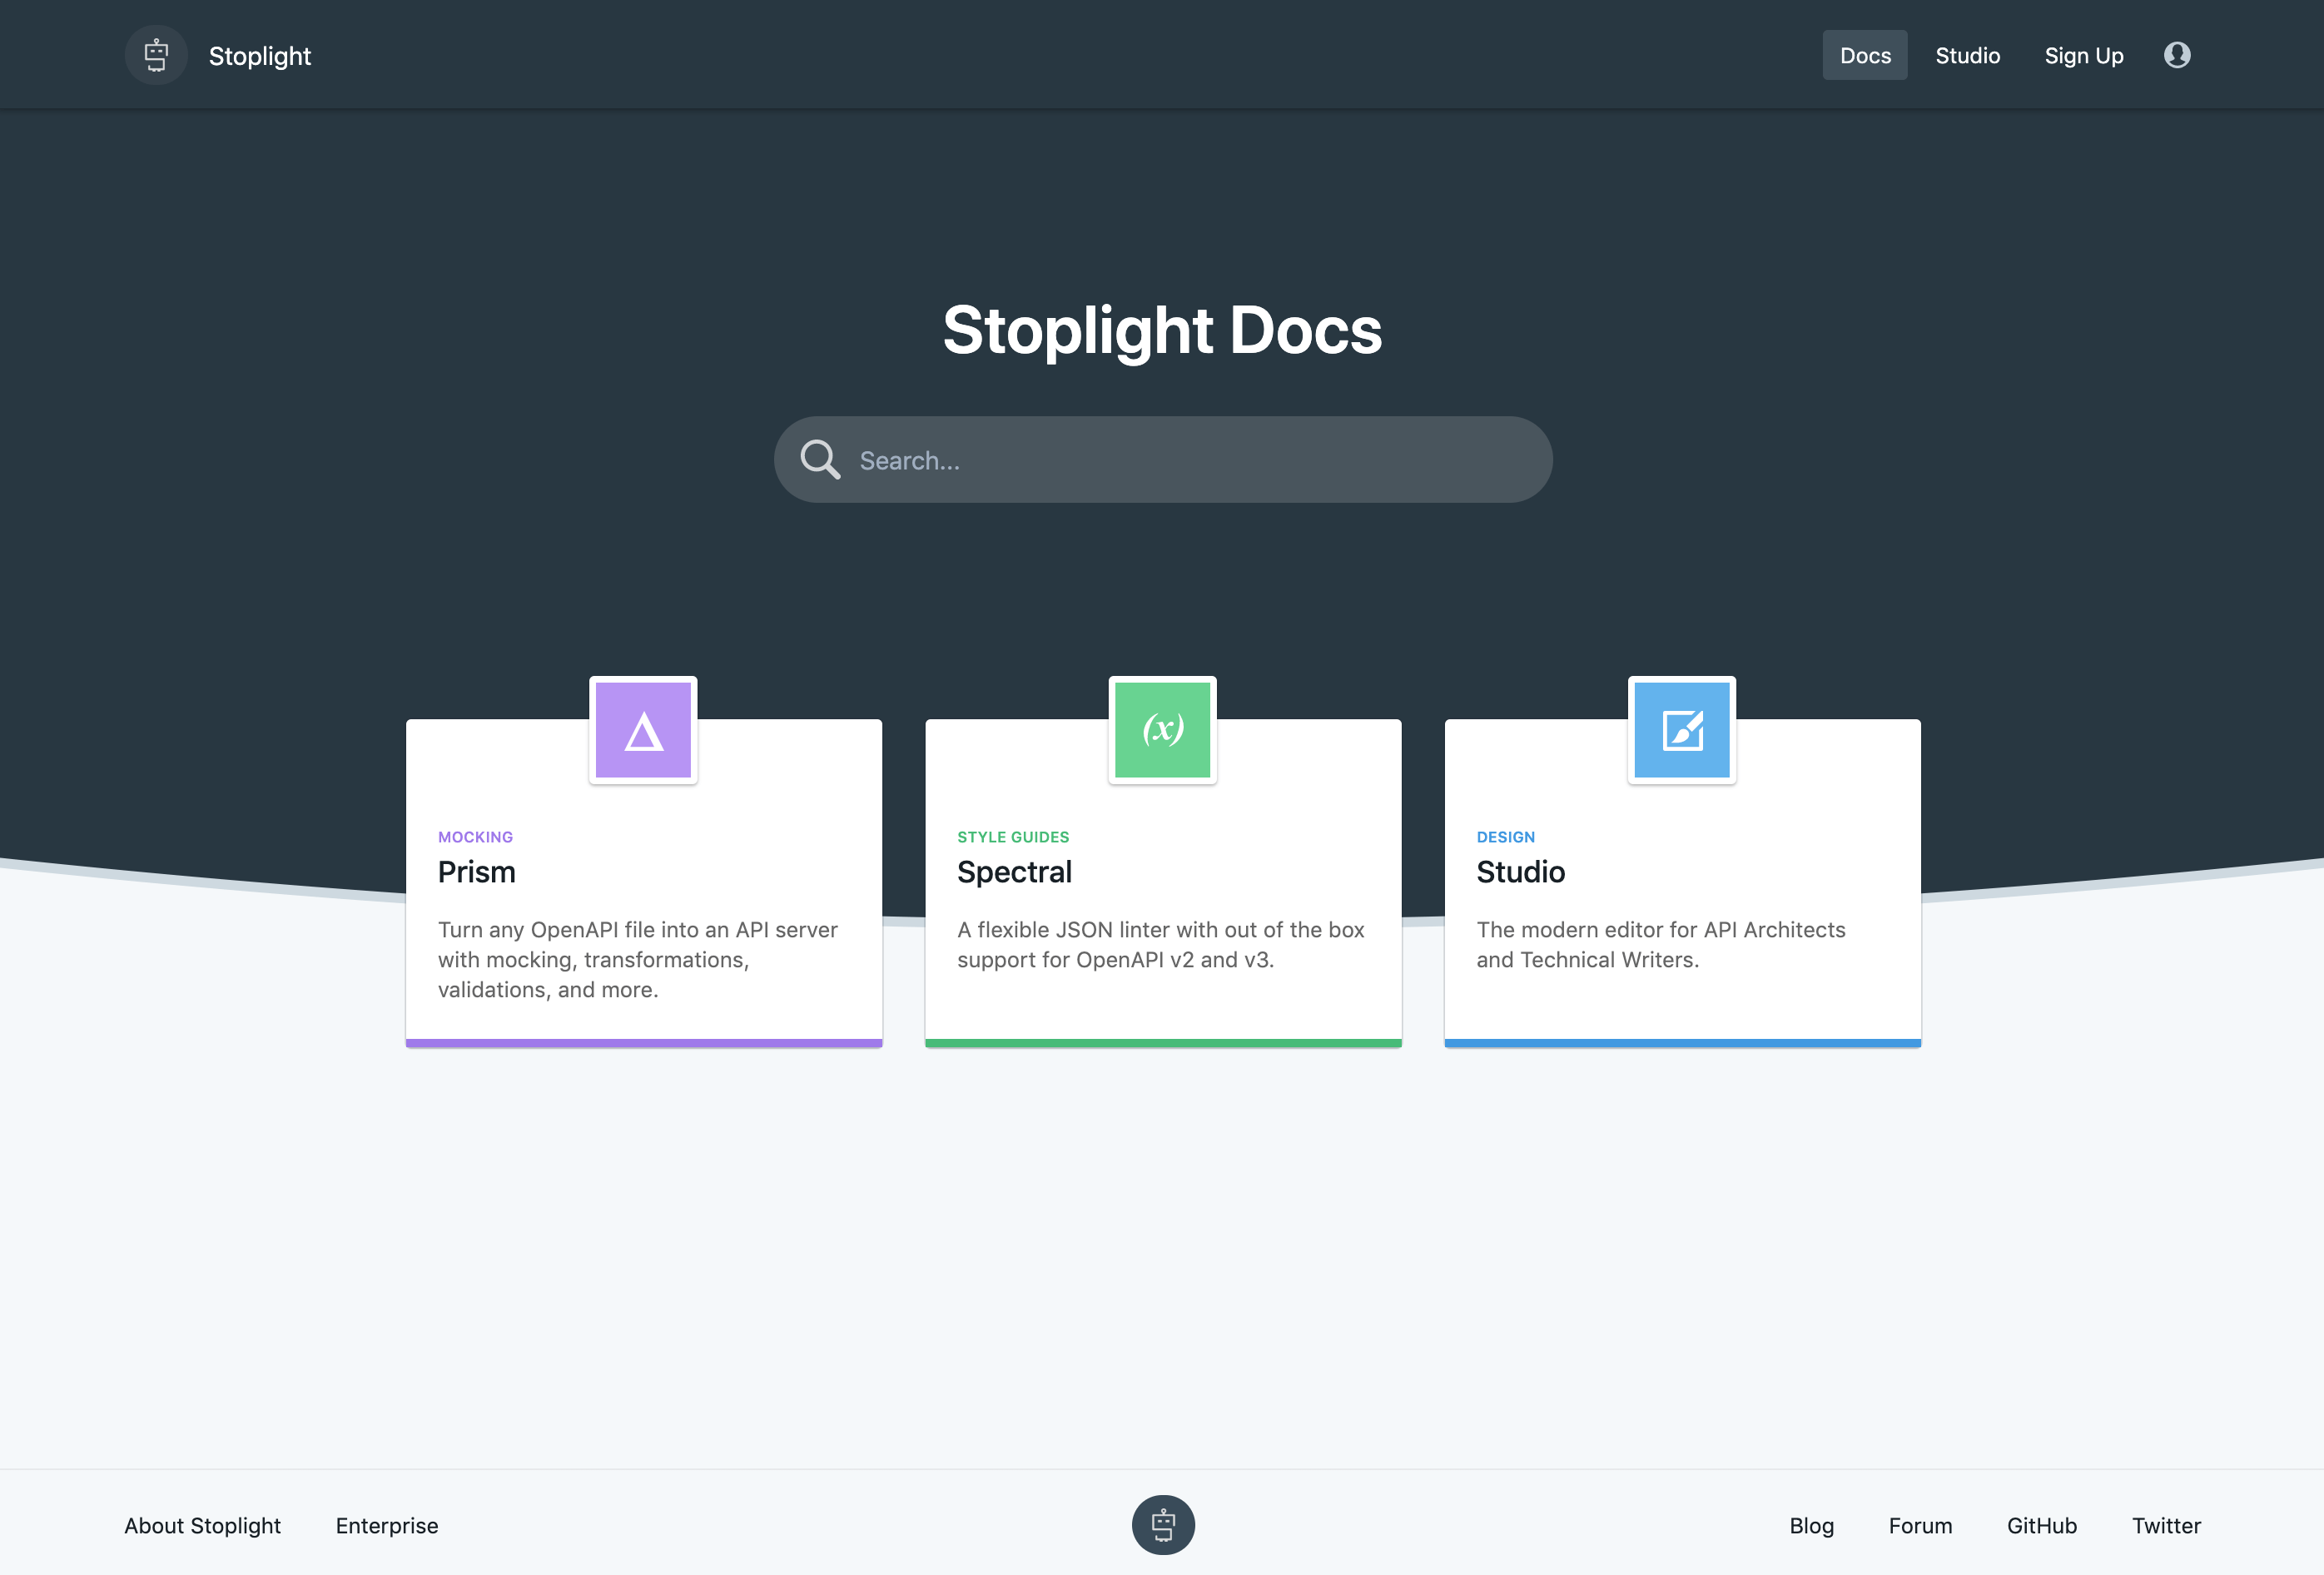 Stoplight
Docs
Studio
Sign Up
Stoplight Docs
Search...
(x)
MOCKING
Prism
Turn any OpenAPI file into an API server
with mocking, transformations,
validations, and more.
STYLE GUIDES
Spectral
A flexible JSON linter with out of the box
support for OpenAPI v2 and v3.
DESIGN
Studio
The modern editor for API Architects
and Technical Writers.
About Stoplight
Enterprise
Blog
Forum
GitHub
Twitter